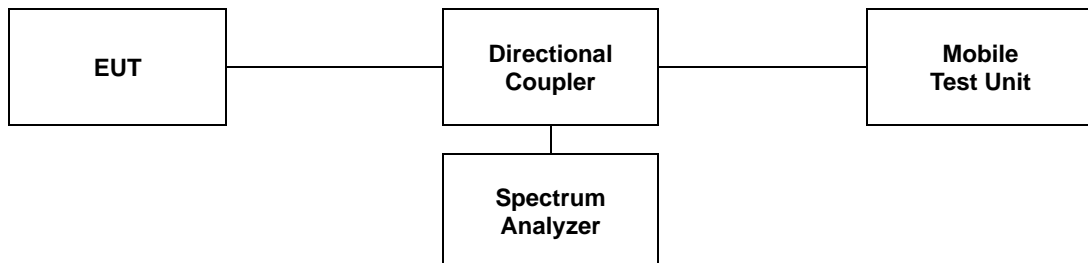 EUT
Directional
Coupler
Mobile
Test Unit
Spectrum
Analyzer